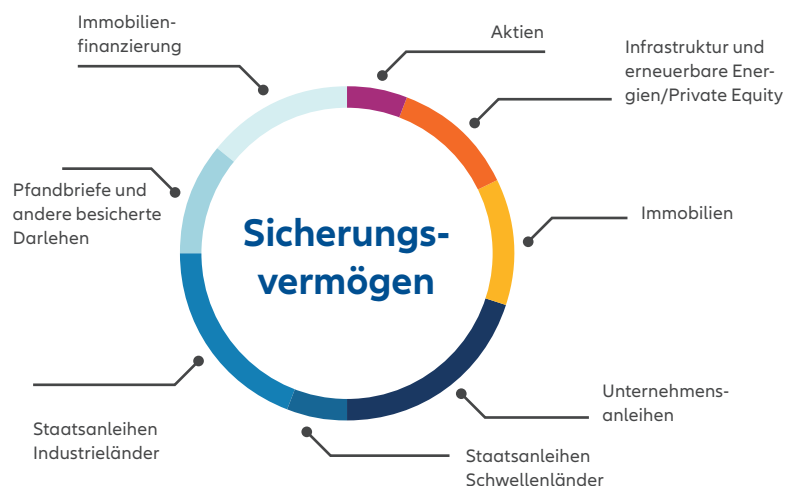 Immobilien-
finanzierung
Aktien
Infrastruktur und
erneuerbare Ener-
gien/Private Equity
Pfandbriefe und
andere besicherte
Darlehen
Sicherungs-
vermögen
Immobilien
Unternehmens-
anleihen
Staatsanleihen
Industrieländer
Staatsanleihen
Schwellenländer